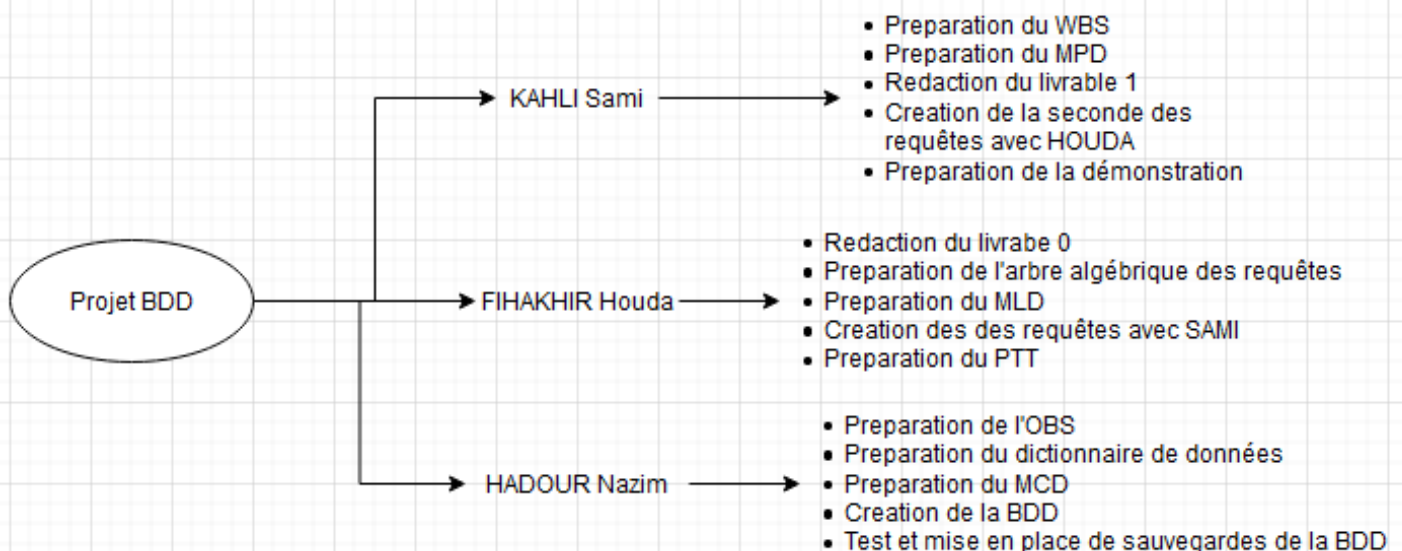 Projet BDD
KAHLI Sami
• Preparation du WBS
• Preparation du MPD
• Redaction du livrable 1
• Creation de la seconde des
requêtes avec HOUDA
• Preparation de la démonstration
FIHAKHIR Houda
• Redaction du livrabe 0
• Preparation de l'arbre algébrique des requêtes
• Preparation du MLD
• Creation des des requêtes avec SAMI
• Preparation du PTT
HADOUR Nazim
• Preparation de l'OBS
• Preparation du dictionnaire de données
• Preparation du MCD
• Creation de la BDD
• Test et mise en place de sauvegardes de la BDD